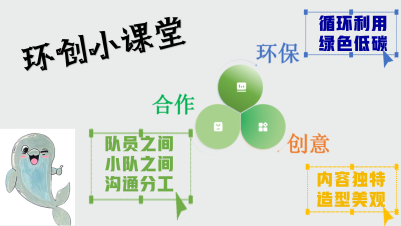 环创小课堂
环保
循环利用
绿色低碳
合作
队员之间
小队之间
沟通分工
创意
内容独特
造型美观